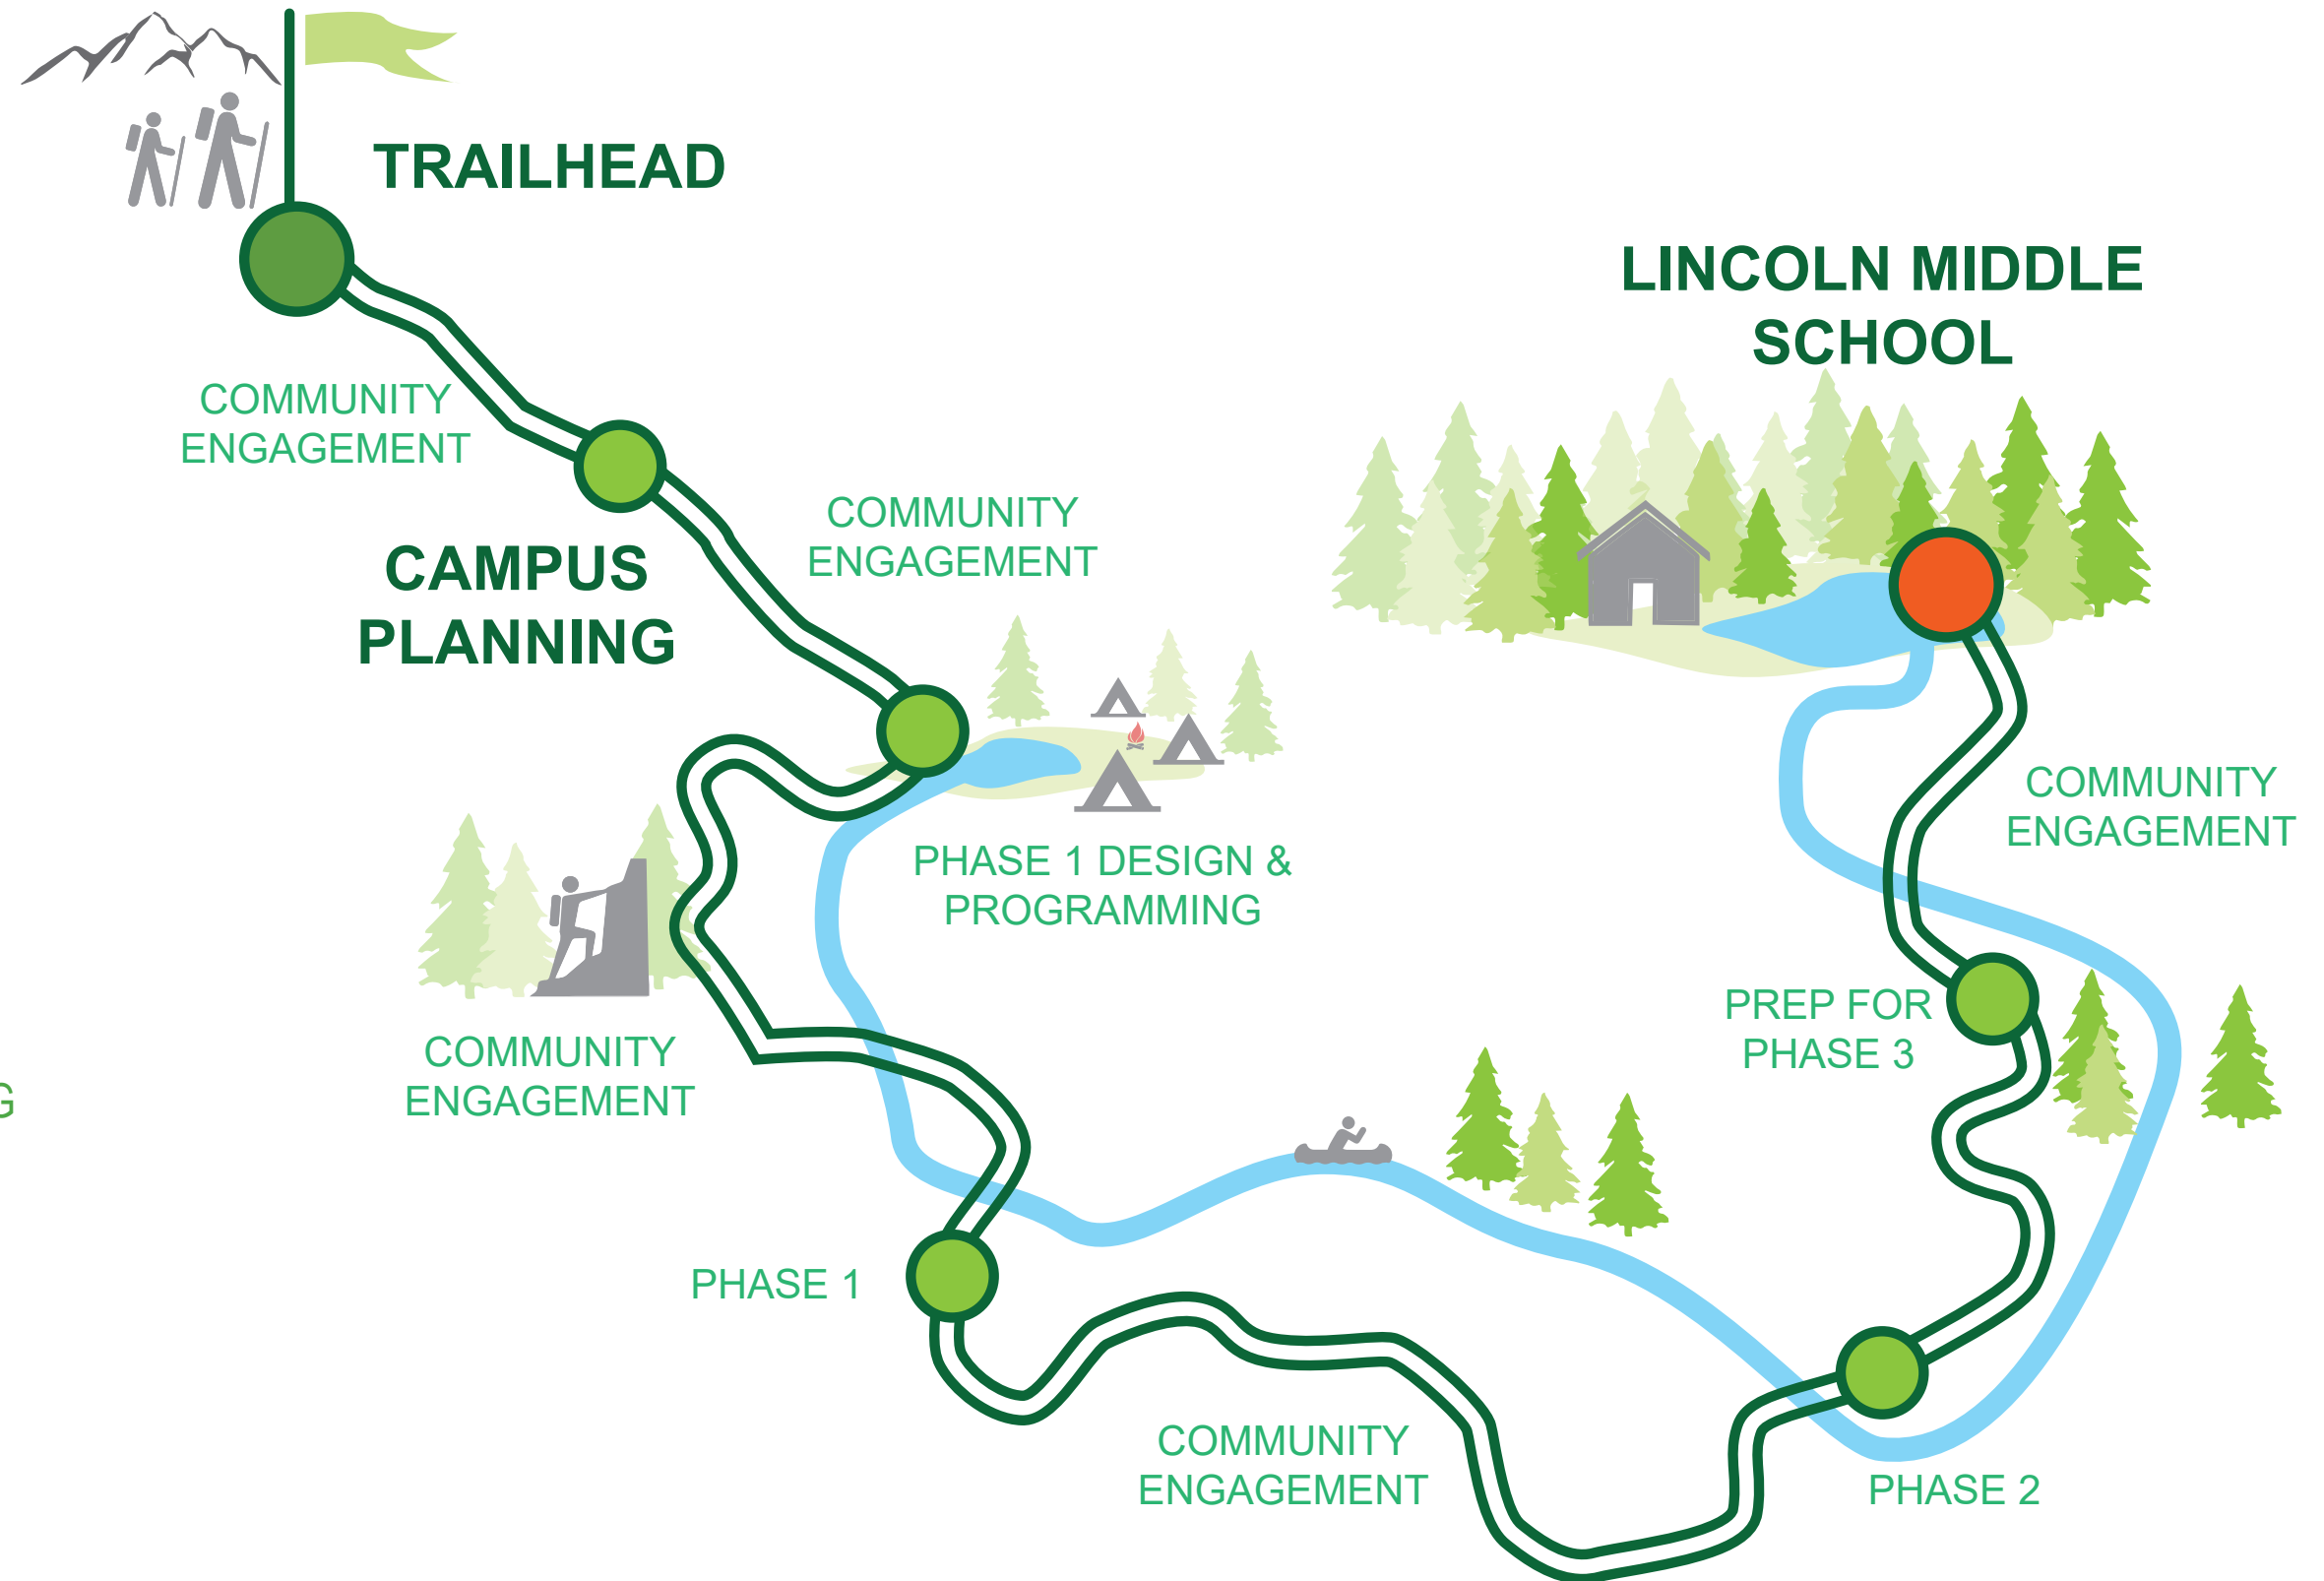 TRAILHEAD
COMMUNITY
ENGAGEMENT
CAMPUS
PLANNING
COMMUNITY
ENGAGEMENT
PHASE 1 DESIGN &
PROGRAMMING
COMMUNITY
ENGAGEMENT
G
PHASE 1
COMMUNITY
ENGAGEMENT
PHASE 2
PREP FOR
PHASE 3
COMMUNITY
ENGAGEMENT
LINCOLN MIDDLE
SCHOOL